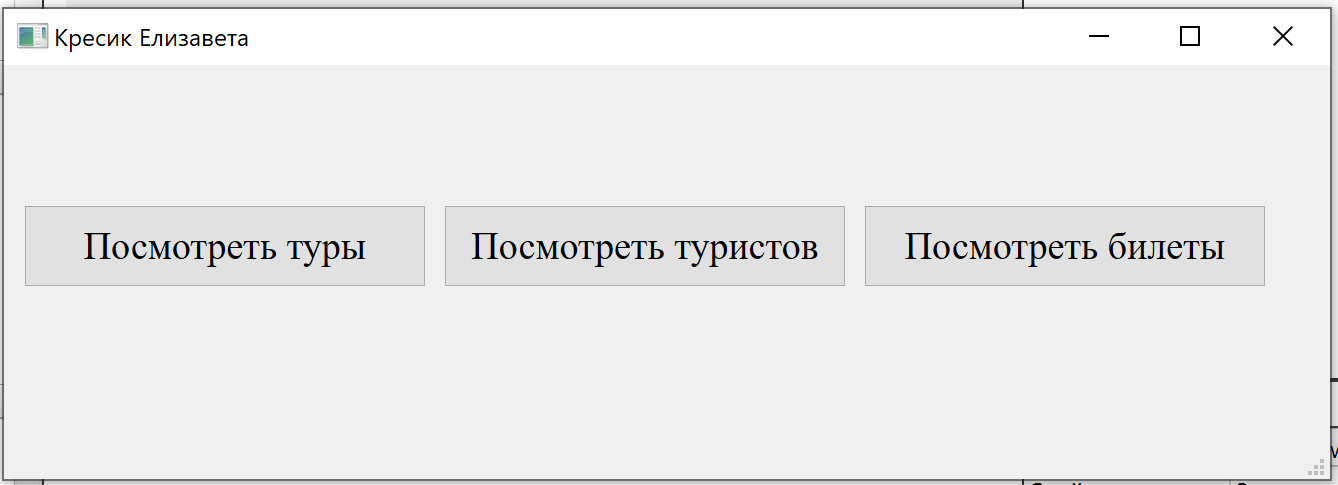 Кресик Елизавета
Посмотреть туры
Посмотреть туристов
Посмотреть билеты